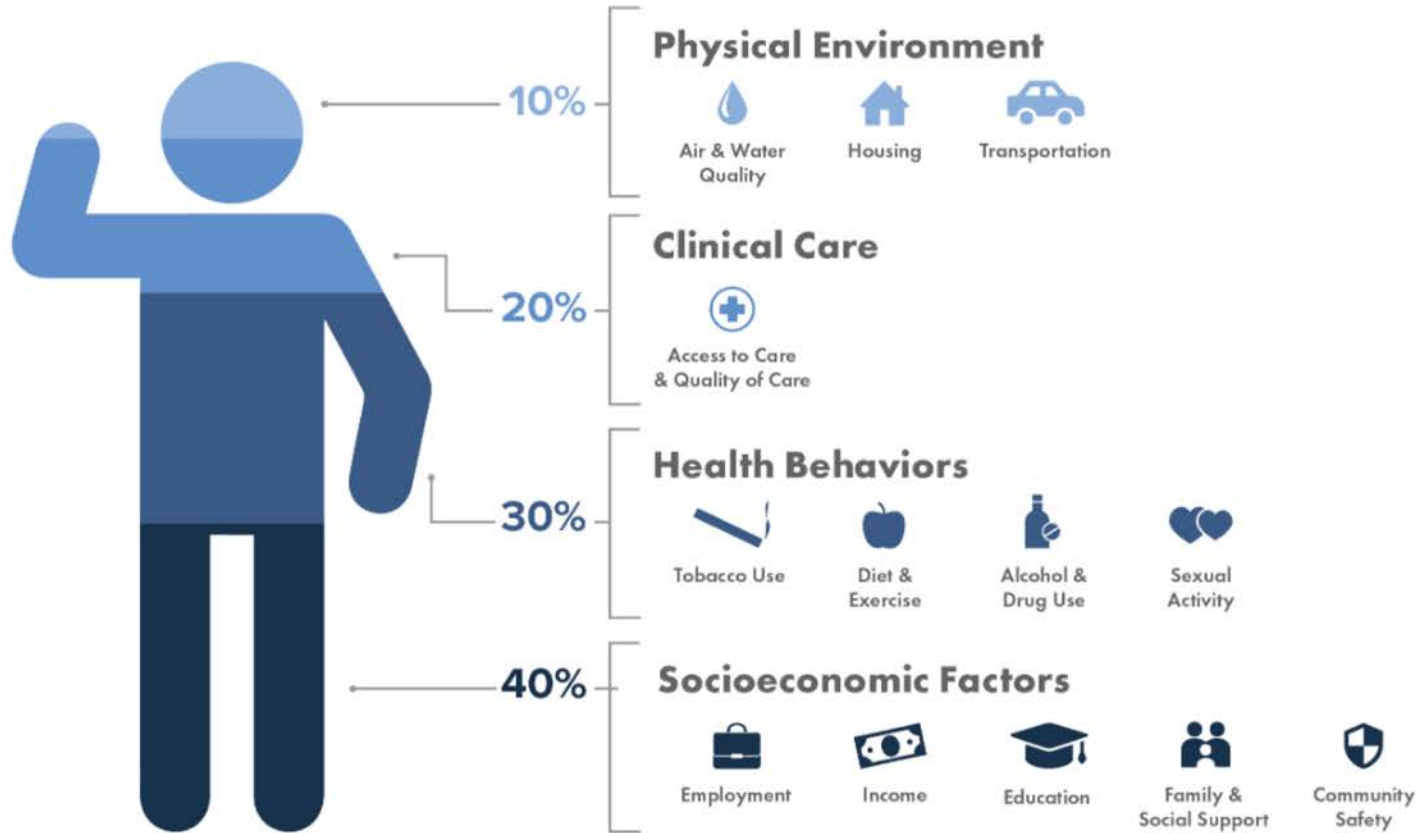 Physical Environment
10%
Air & Water
Quality
Housing
Transportation
Clinical Care
20%
Access to Care
& Quality of Care
Health Behaviors
30%
Tobacco Use
Diet &
Exercise
Alcohol &
Drug Use
Sexual
Activity
40%
Socioeconomic Factors
Employment
Income
Education
Family &
Social Support
Community
Safety